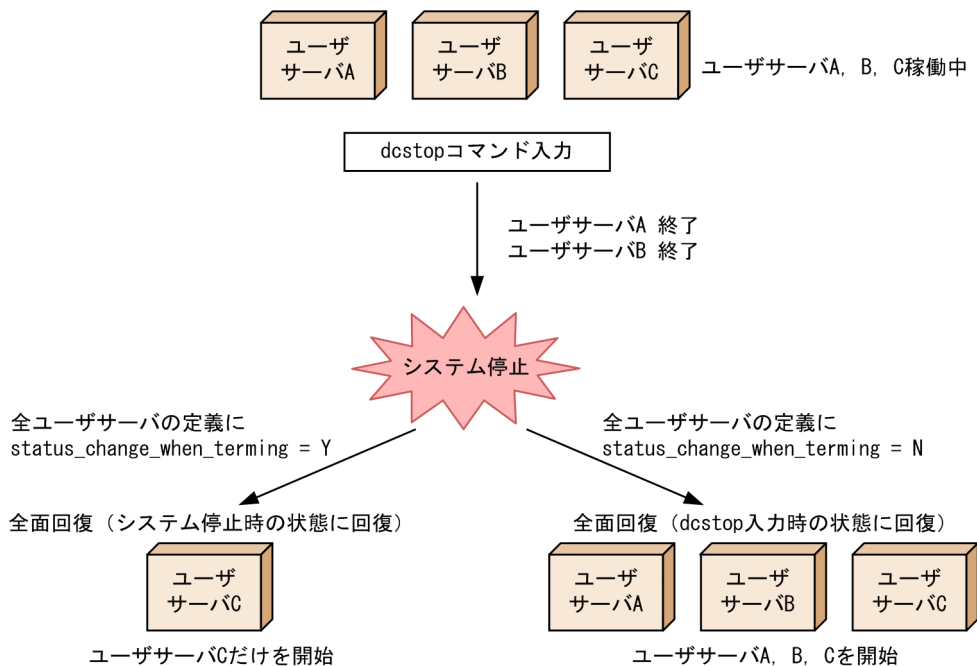 ユーザ
サーバA
ユーザ
サーバB
ユーザ
サーバC
ユーザサーバA, B, C稼働中
dcstopコマンド入力
ユーザサーバA 終了
ユーザサーバB 終了
システム停止
全ユーザサーバの定義に
status_change_when_terming = Y
全ユーザサーバの定義に
status_change_when_terming = N
全面回復（システム停止時の状態に回復）
ユーザ
サーバC
ユーザサーバCだけを開始
全面回復（dcstop入力時の状態に回復）
ユーザ
サーバA
ユーザ
サーバB
ユーザ
サーバC
ユーザサーバA, B, Cを開始